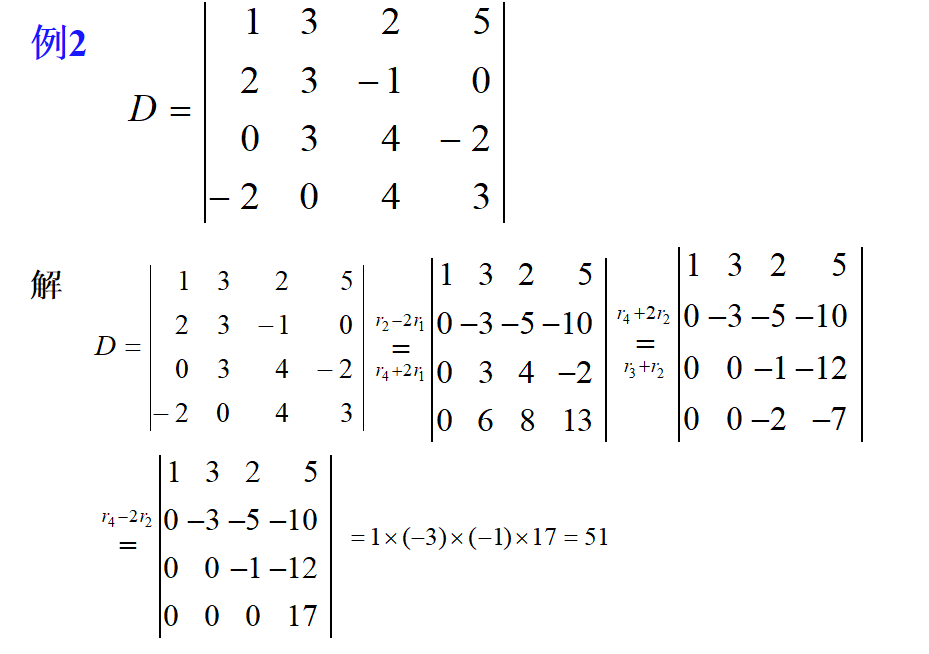 例2
D = | 1 3 2 5 |
| 2 3 −1 0 |
| 0 3 4 −2 |
| −2 0 4 3 |
解
D = | 1 3 2 5 | r₂−2r₁ = r₄+2r₁ | 1 3 2 5 | r₄+2r₂ = r₃+r₂ | 1 3 2 5 |
| 2 3 −1 0 | | 0 −3 −5 −10 | | 0 −3 −5 −10 |
| 0 3 4 −2 | | 0 3 4 −2 | | 0 0 −1 −12 |
| −2 0 4 3 | | 0 6 8 13 | | 0 0 −2 −7 |
r₄−2r₂ = | 1 3 2 5 |
| 0 −3 −5 −10 | = 1×(−3)×(−1)×17 = 51
| 0 0 −1 −12 |
| 0 0 0 17 |